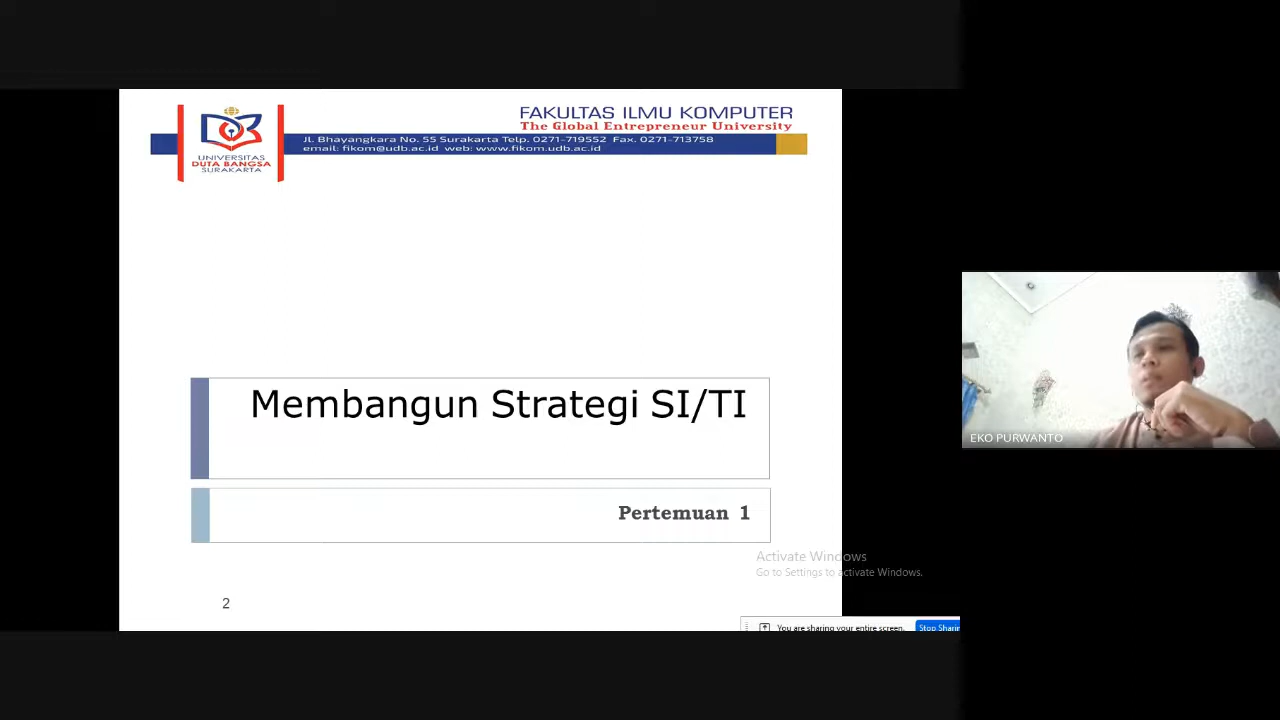 FAKULTAS ILMU KOMPUTER
The Global Entrepreneur University
Jl. Bhayangkara No. 55 Surakarta Telp. 0271-719552 Fax. 0271-713758
email: fikom@udb.ac.id web: www.fikom.udb.ac.id
UNIVERSITAS
DUTA BANGSA
SURAKARTA
Membangun Strategi SI/TI
Pertemuan 1
EKO PURWANTO
Activate Windows
Go to Settings to activate Windows.
2
You are sharing your entire screen.
Stop Sharin